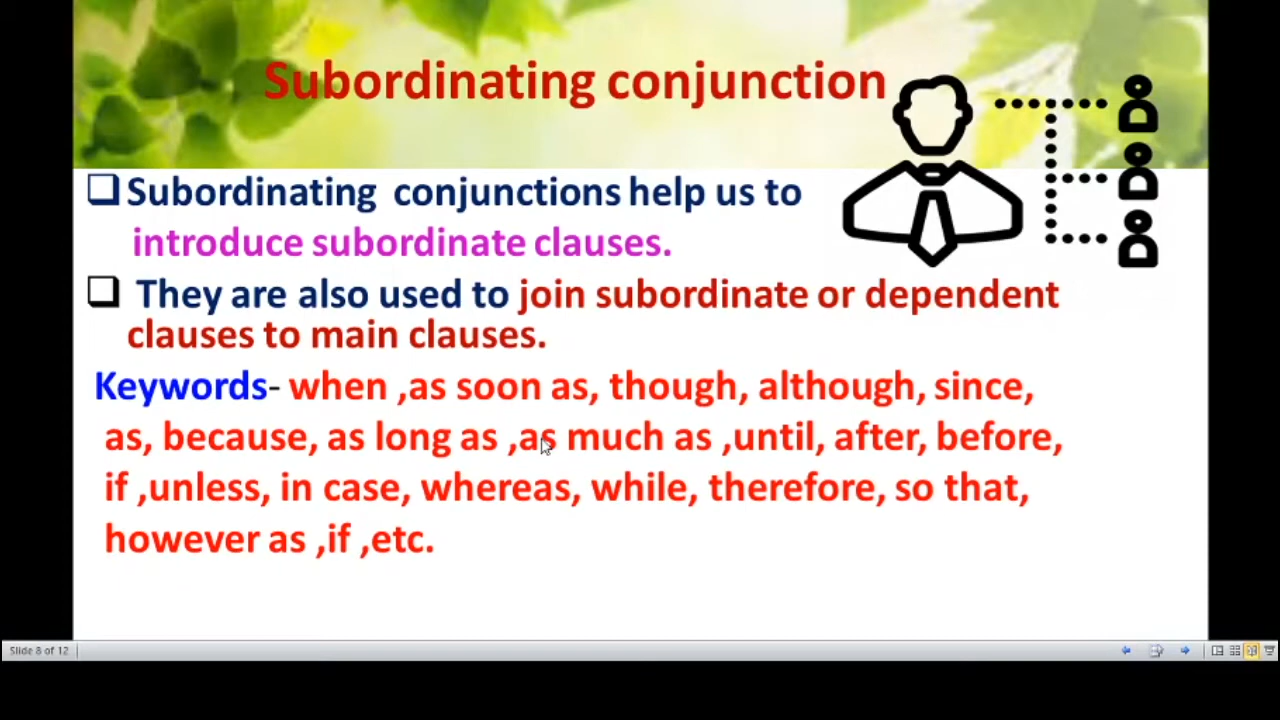 Subordinating conjunction
Subordinating conjunctions help us to
introduce subordinate clauses.
They are also used to join subordinate or dependent
clauses to main clauses.
Keywords- when ,as soon as, though, although, since,
as, because, as long as ,as much as ,until, after, before,
if ,unless, in case, whereas, while, therefore, so that,
however as ,if ,etc.
Slide 8 of 12